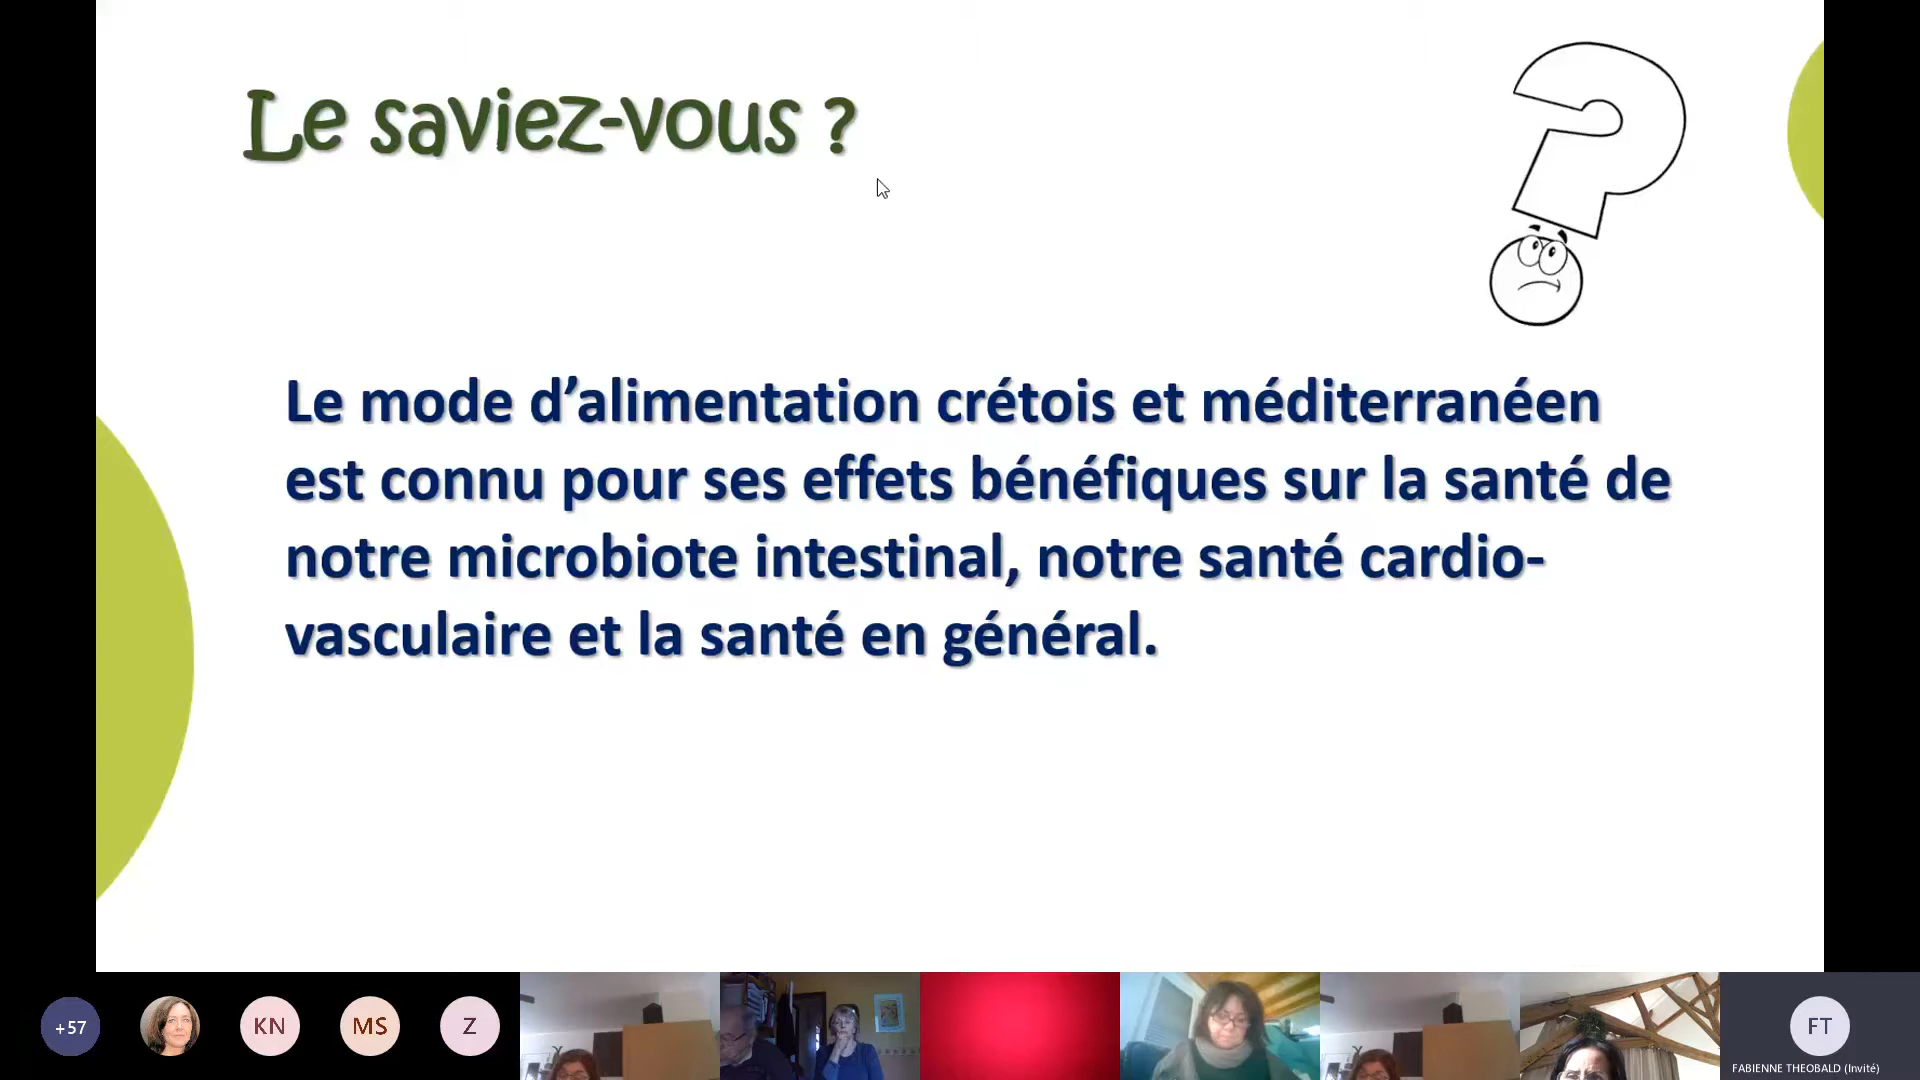 Le saviez-vous ?
Le mode d’alimentation crétois et méditerranéen
est connu pour ses effets bénéfiques sur la santé de
notre microbiote intestinal, notre santé cardio-
vasculaire et la santé en général.
+57
KN
MS
Z
FT
FABIENNE THEOBALD (Invité)